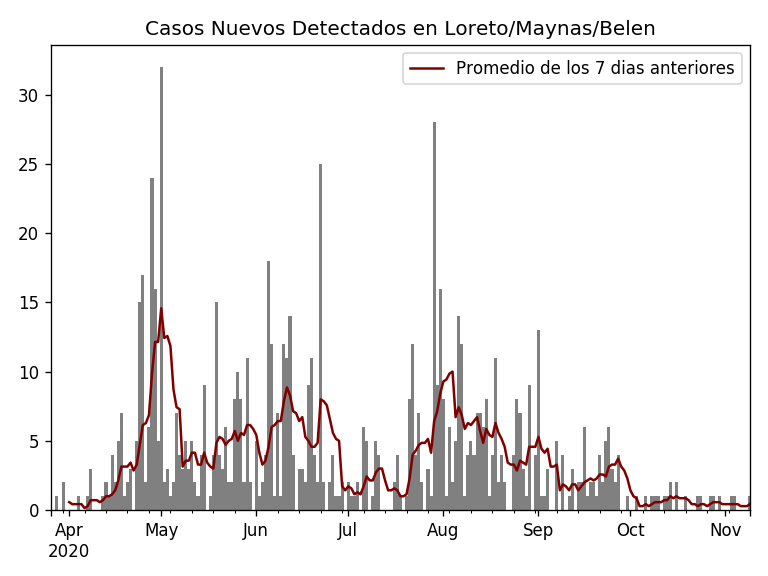 Casos Nuevos Detectados en Loreto/Maynas/Belen
Promedio de los 7 dias anteriores
30
25
20
15
10
5
0
Apr May Jun Jul Aug Sep Oct Nov
2020